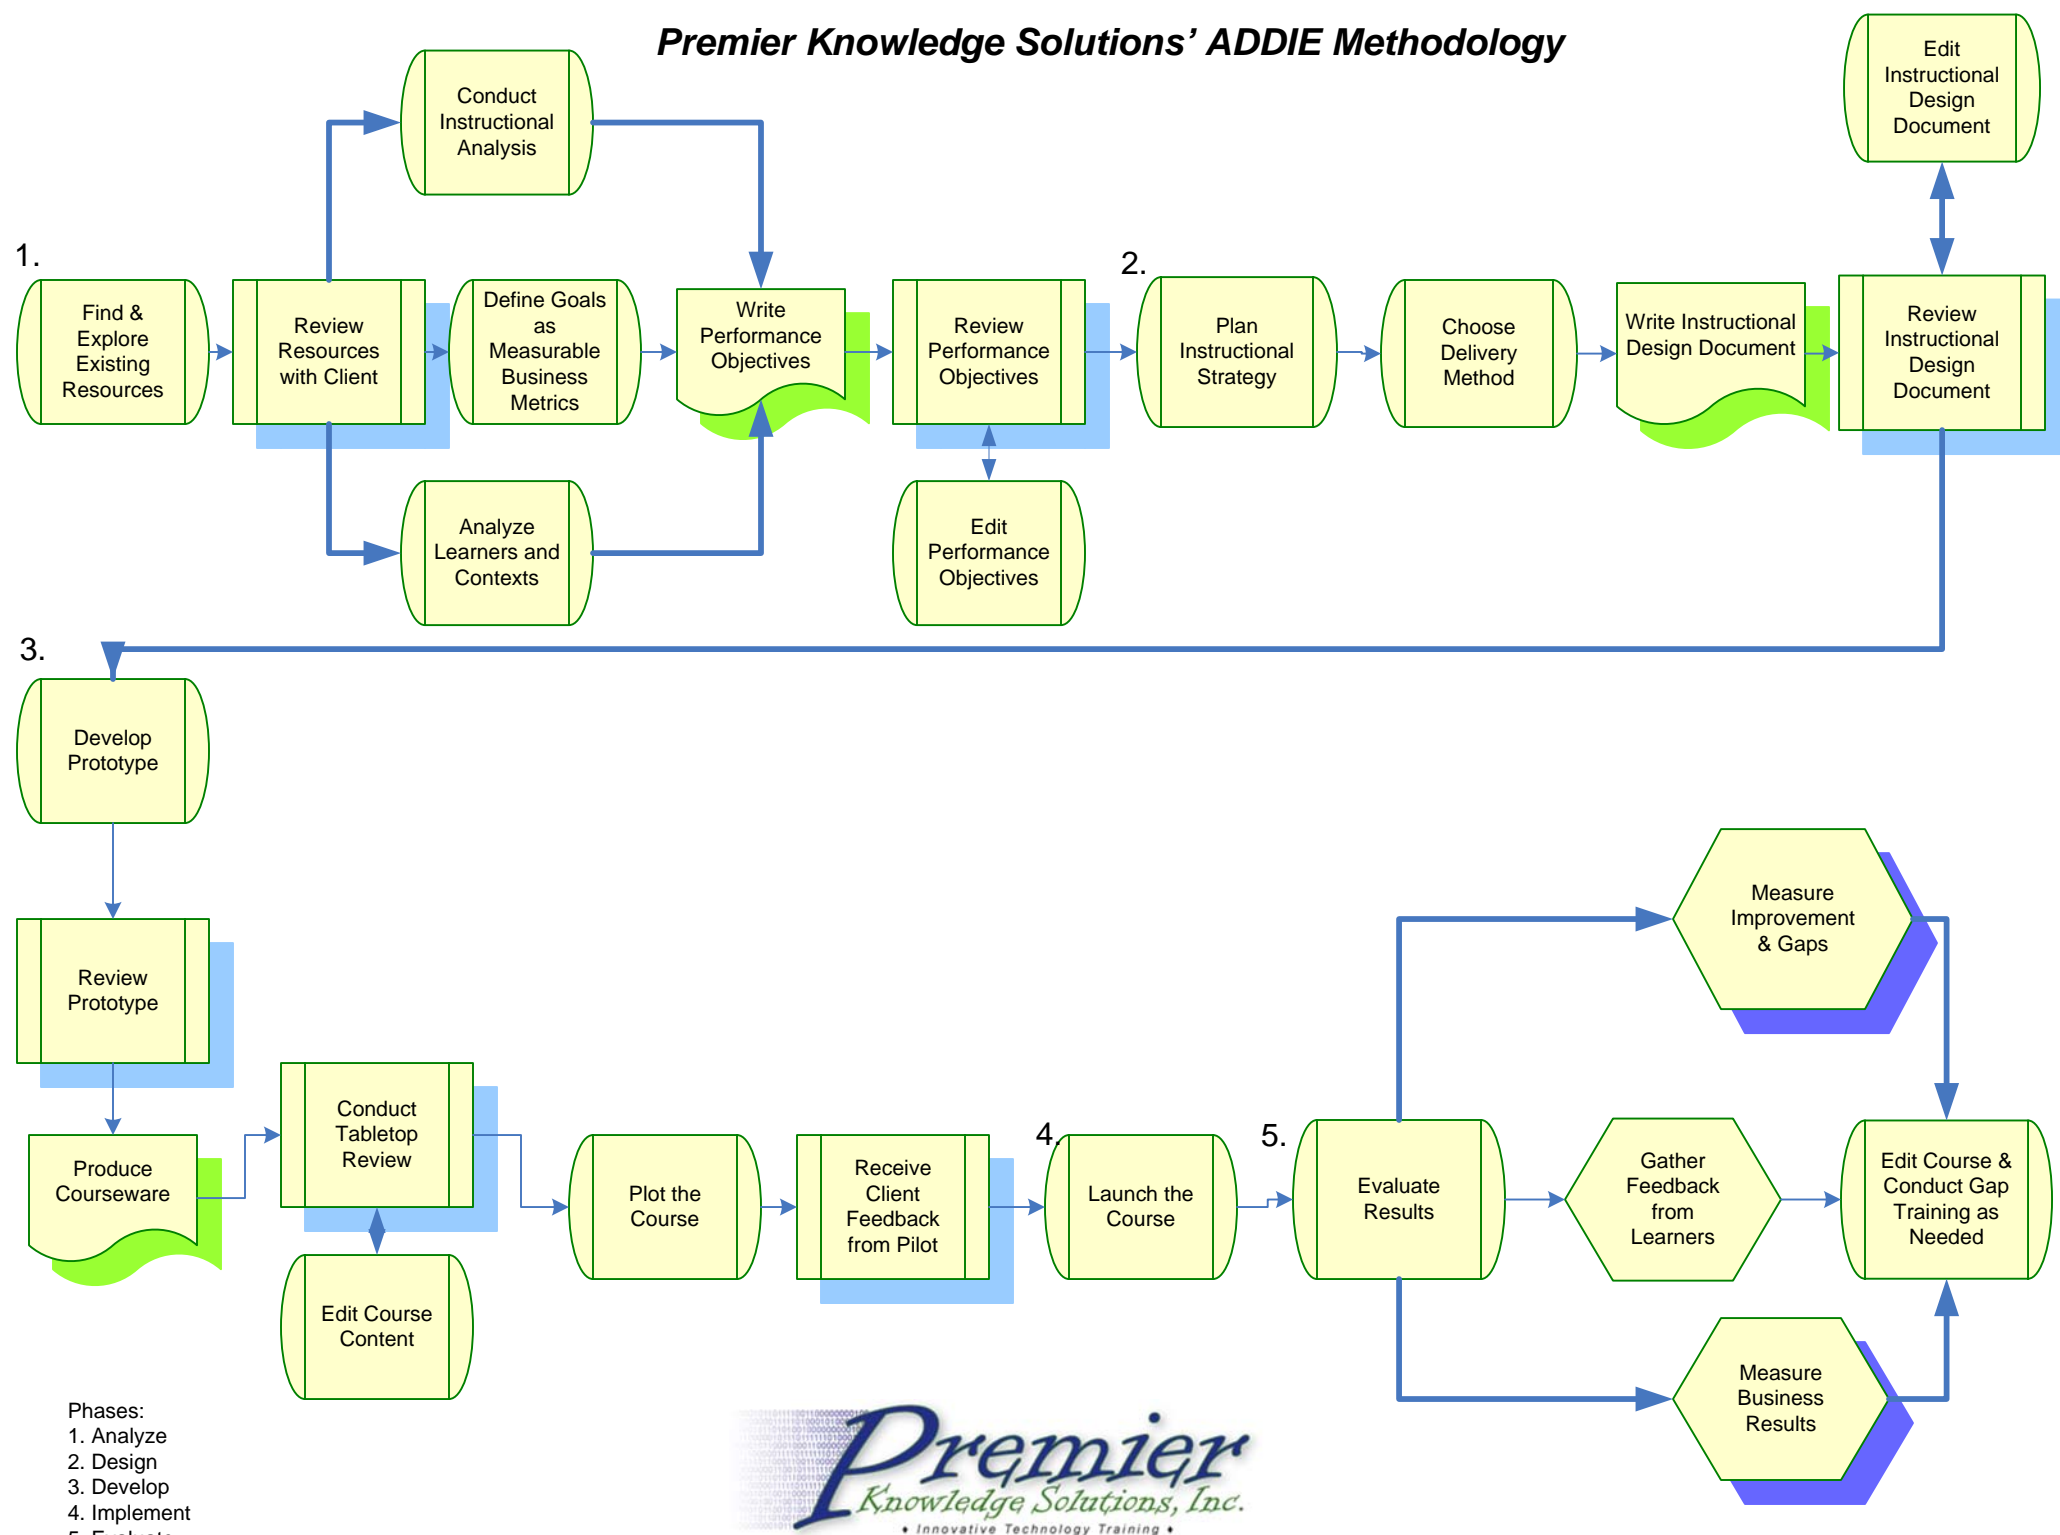 Premier Knowledge Solutions’ ADDIE Methodology
Edit
Instructional
Design
Document
Conduct
Instructional
Analysis
1.
Find &
Explore
Existing
Resources
Review
Resources
with Client
Define Goals
as
Measurable
Business
Metrics
Write
Performance
Objectives
Review
Performance
Objectives
2.
Plan
Instructional
Strategy
Choose
Delivery
Method
Write Instructional
Design Document
Review
Instructional
Design
Document
Analyze
Learners and
Contexts
Edit
Performance
Objectives
3.
Develop
Prototype
Review
Prototype
Produce
Courseware
Conduct
Tabletop
Review
Edit Course
Content
Plot the
Course
Receive
Client
Feedback
from Pilot
4.
Launch the
Course
5.
Evaluate
Results
Measure
Improvement
& Gaps
Gather
Feedback
from
Learners
Measure
Business
Results
Edit Course &
Conduct Gap
Training as
Needed
Phases:
1. Analyze
2. Design
3. Develop
4. Implement
5. Evaluate
Premier
Knowledge Solutions, Inc.
• Innovative Technology Training •